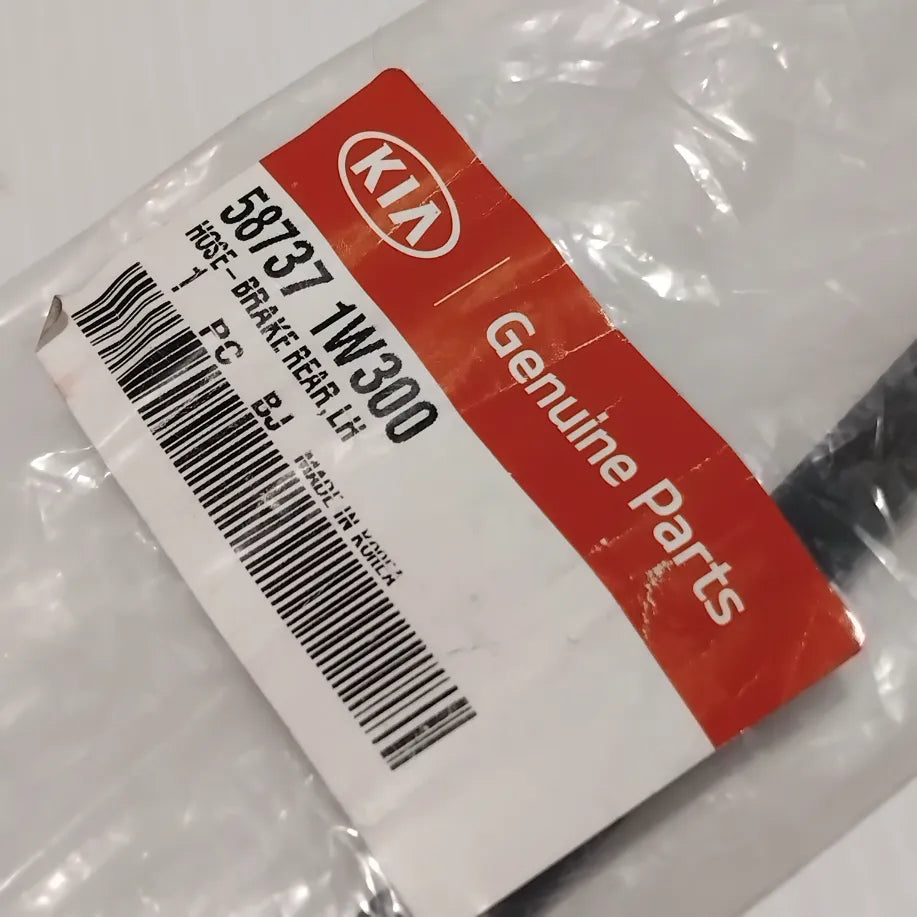 KIA
Genuine Parts
58737 1W300
HOSE-BRAKE REAR, LH
1 PC BJ
MADE IN KOREA